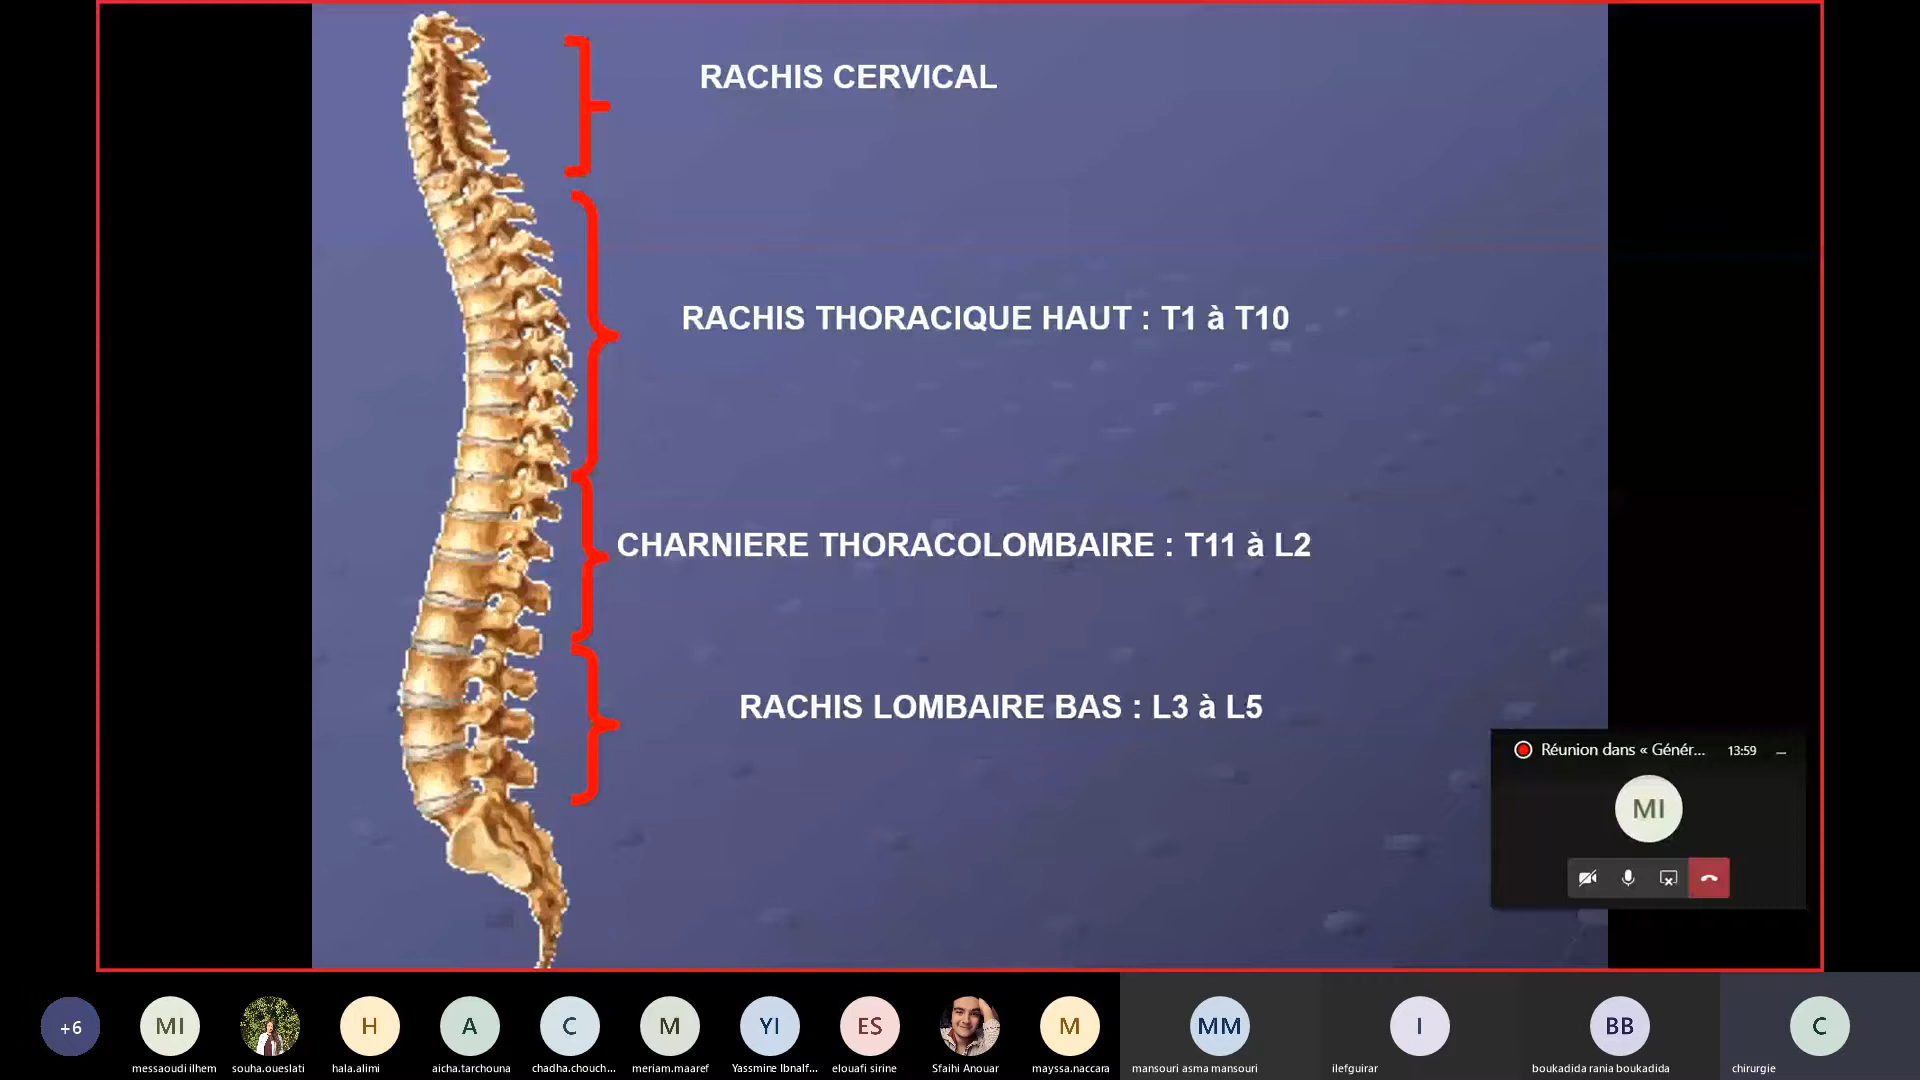 RACHIS CERVICAL
RACHIS THORACIQUE HAUT : T1 à T10
CHARNIERE THORACOLOMBAIRE : T11 à L2
RACHIS LOMBAIRE BAS : L3 à L5
Réunion dans « Génér... 13:59
MI
+6
MI
H
A
C
M
YI
ES
M
MM
I
BB
C
messaoudi ilhem
souha.oueslati
hala.alimi
aicha.tarchouna
chadha.chouch...
meriam.maaref
Yassmine Ibnalf...
elouafi sirine
Sfaihi Anouar
mayssa.naccara
mansouri asma mansouri
ilefguirar
boukadida rania boukadida
chirurgie